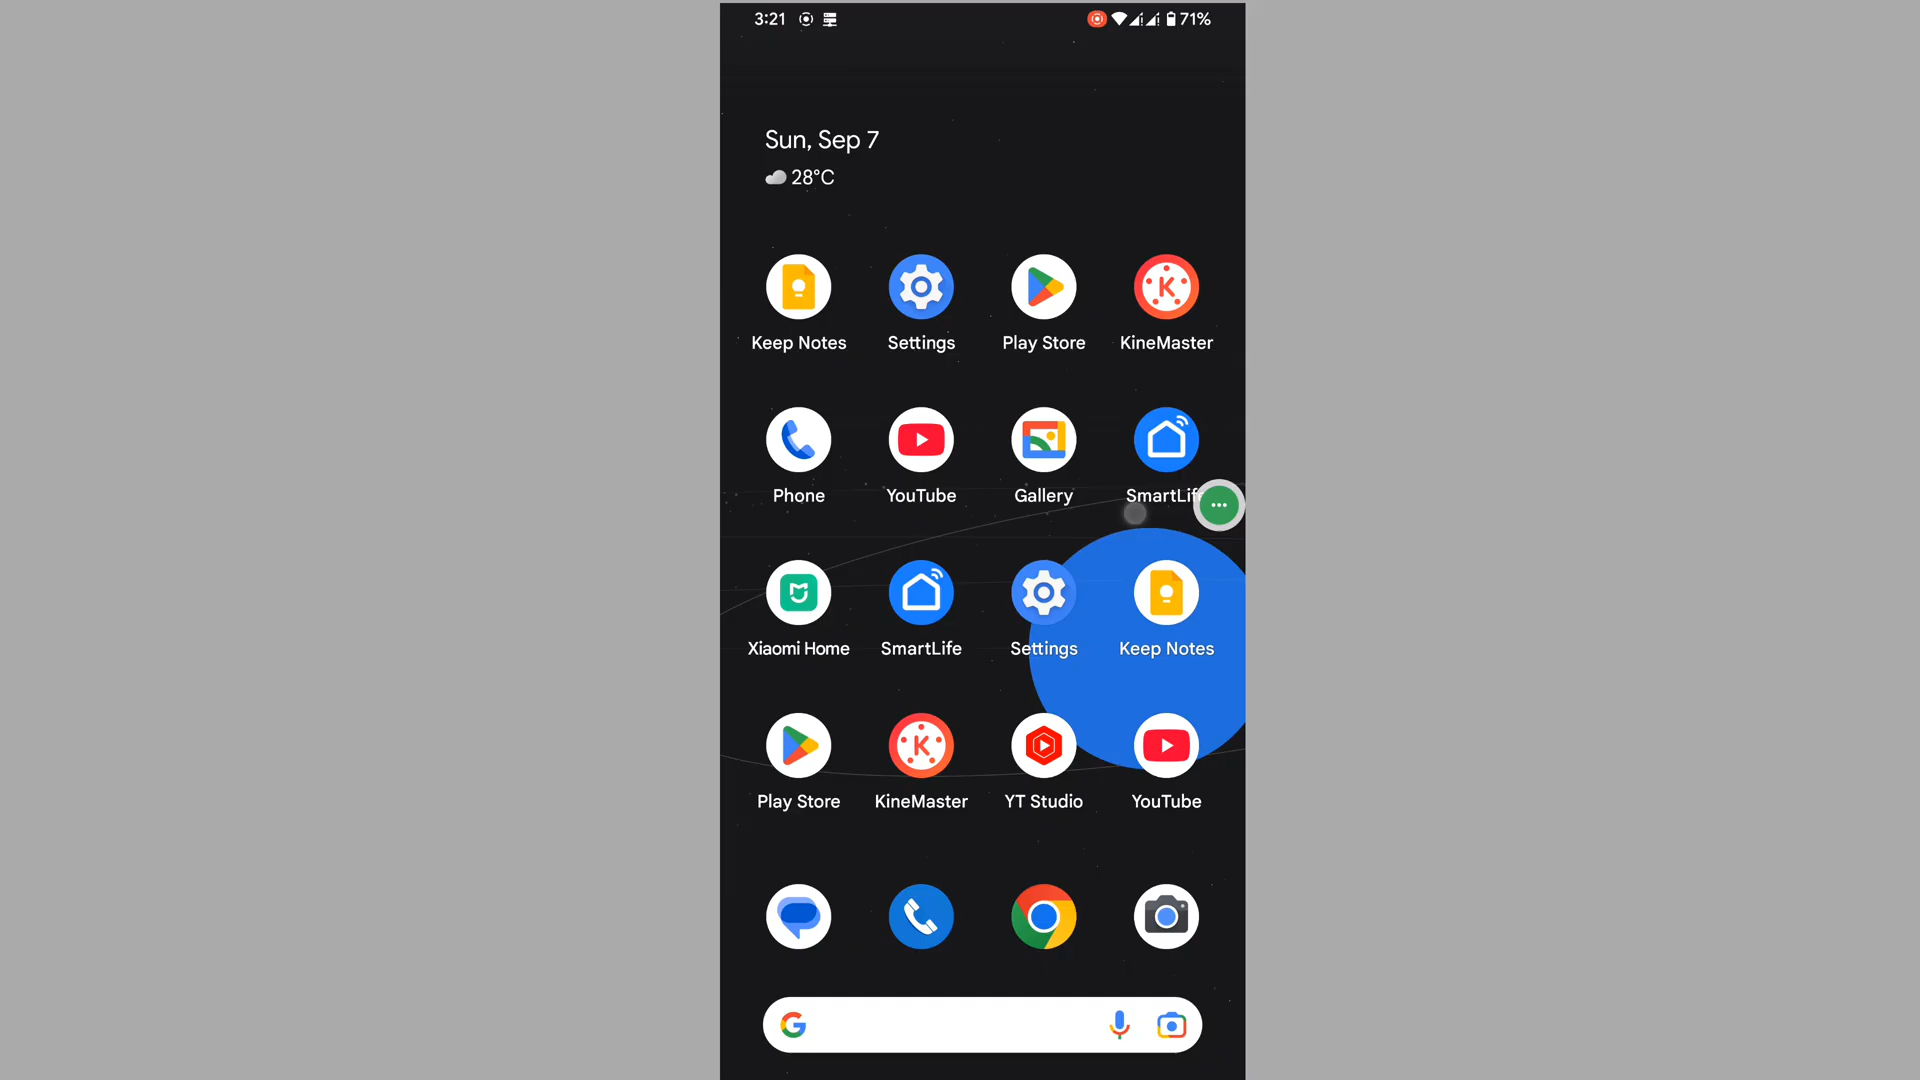 3:21 71%
Sun, Sep 7
28°C
Keep Notes Settings Play Store KineMaster
Phone YouTube Gallery SmartLife
Xiaomi Home SmartLife Settings Keep Notes
Play Store KineMaster YT Studio YouTube